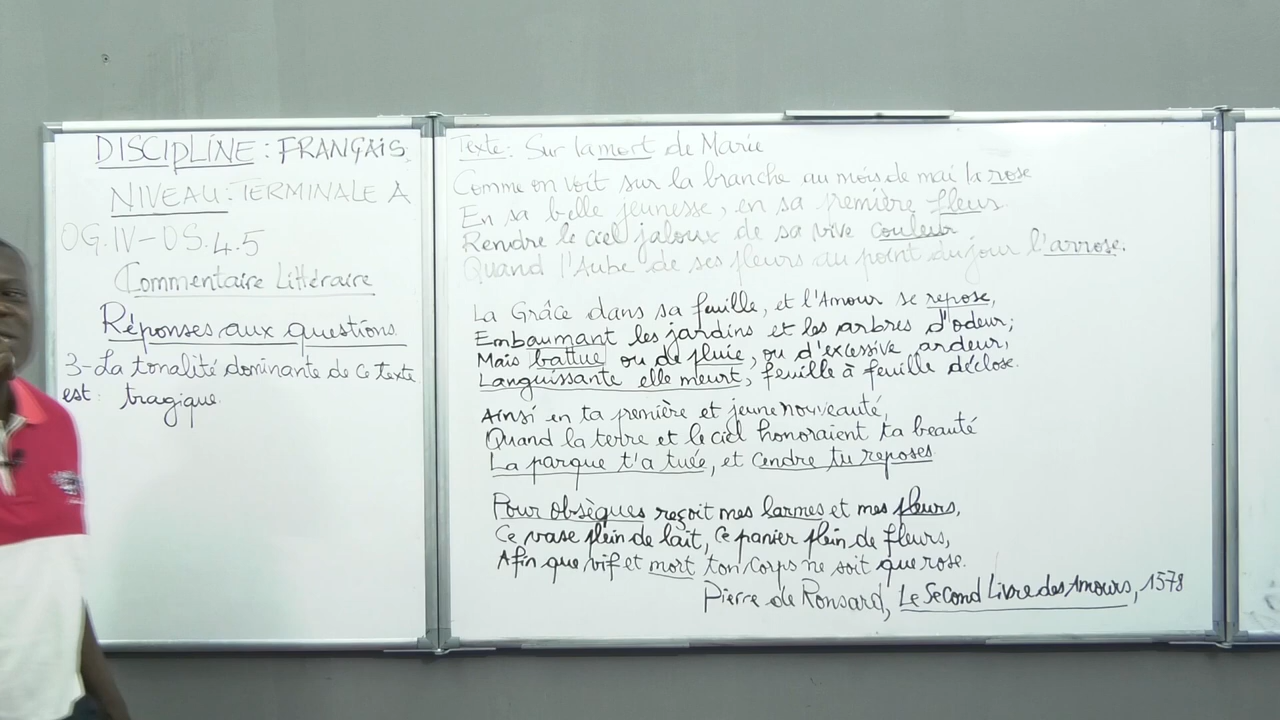 DISCIPLINE : FRANÇAIS
NIVEAU : TERMINALE A
OG.IV-OS.4.5
Commentaire Littéraire
Réponses aux questions
3-La tonalité dominante de ce texte
est : tragique
Texte : Sur la mort de Marie
Comme on voit sur la branche au mois de mai la rose
En sa belle jeunesse, en sa première fleur
Rendre le ciel jaloux de sa vive couleur
Quand l'Aube de ses fleurs au point du jour l'arrose.
La Grâce dans sa feuille, et l'Amour se repose,
Embaumant les jardins et les arbres d'odeur;
Mais battue ou de pluie, ou d'excessive ardeur,
Languissante elle meurt, feuille à feuille déclose.
Ainsi en ta première et jeune nouveauté,
Quand la terre et le ciel honoraient ta beauté
La parque t'a tuée, et cendre tu reposes
Pour obsèques reçoit mes larmes et mes fleurs,
Ce vase plein de lait, ce panier plein de fleurs,
Afin que vif et mort ton corps ne soit que rose.
Pierre de Ronsard, Le Second Livre des Amours, 1578